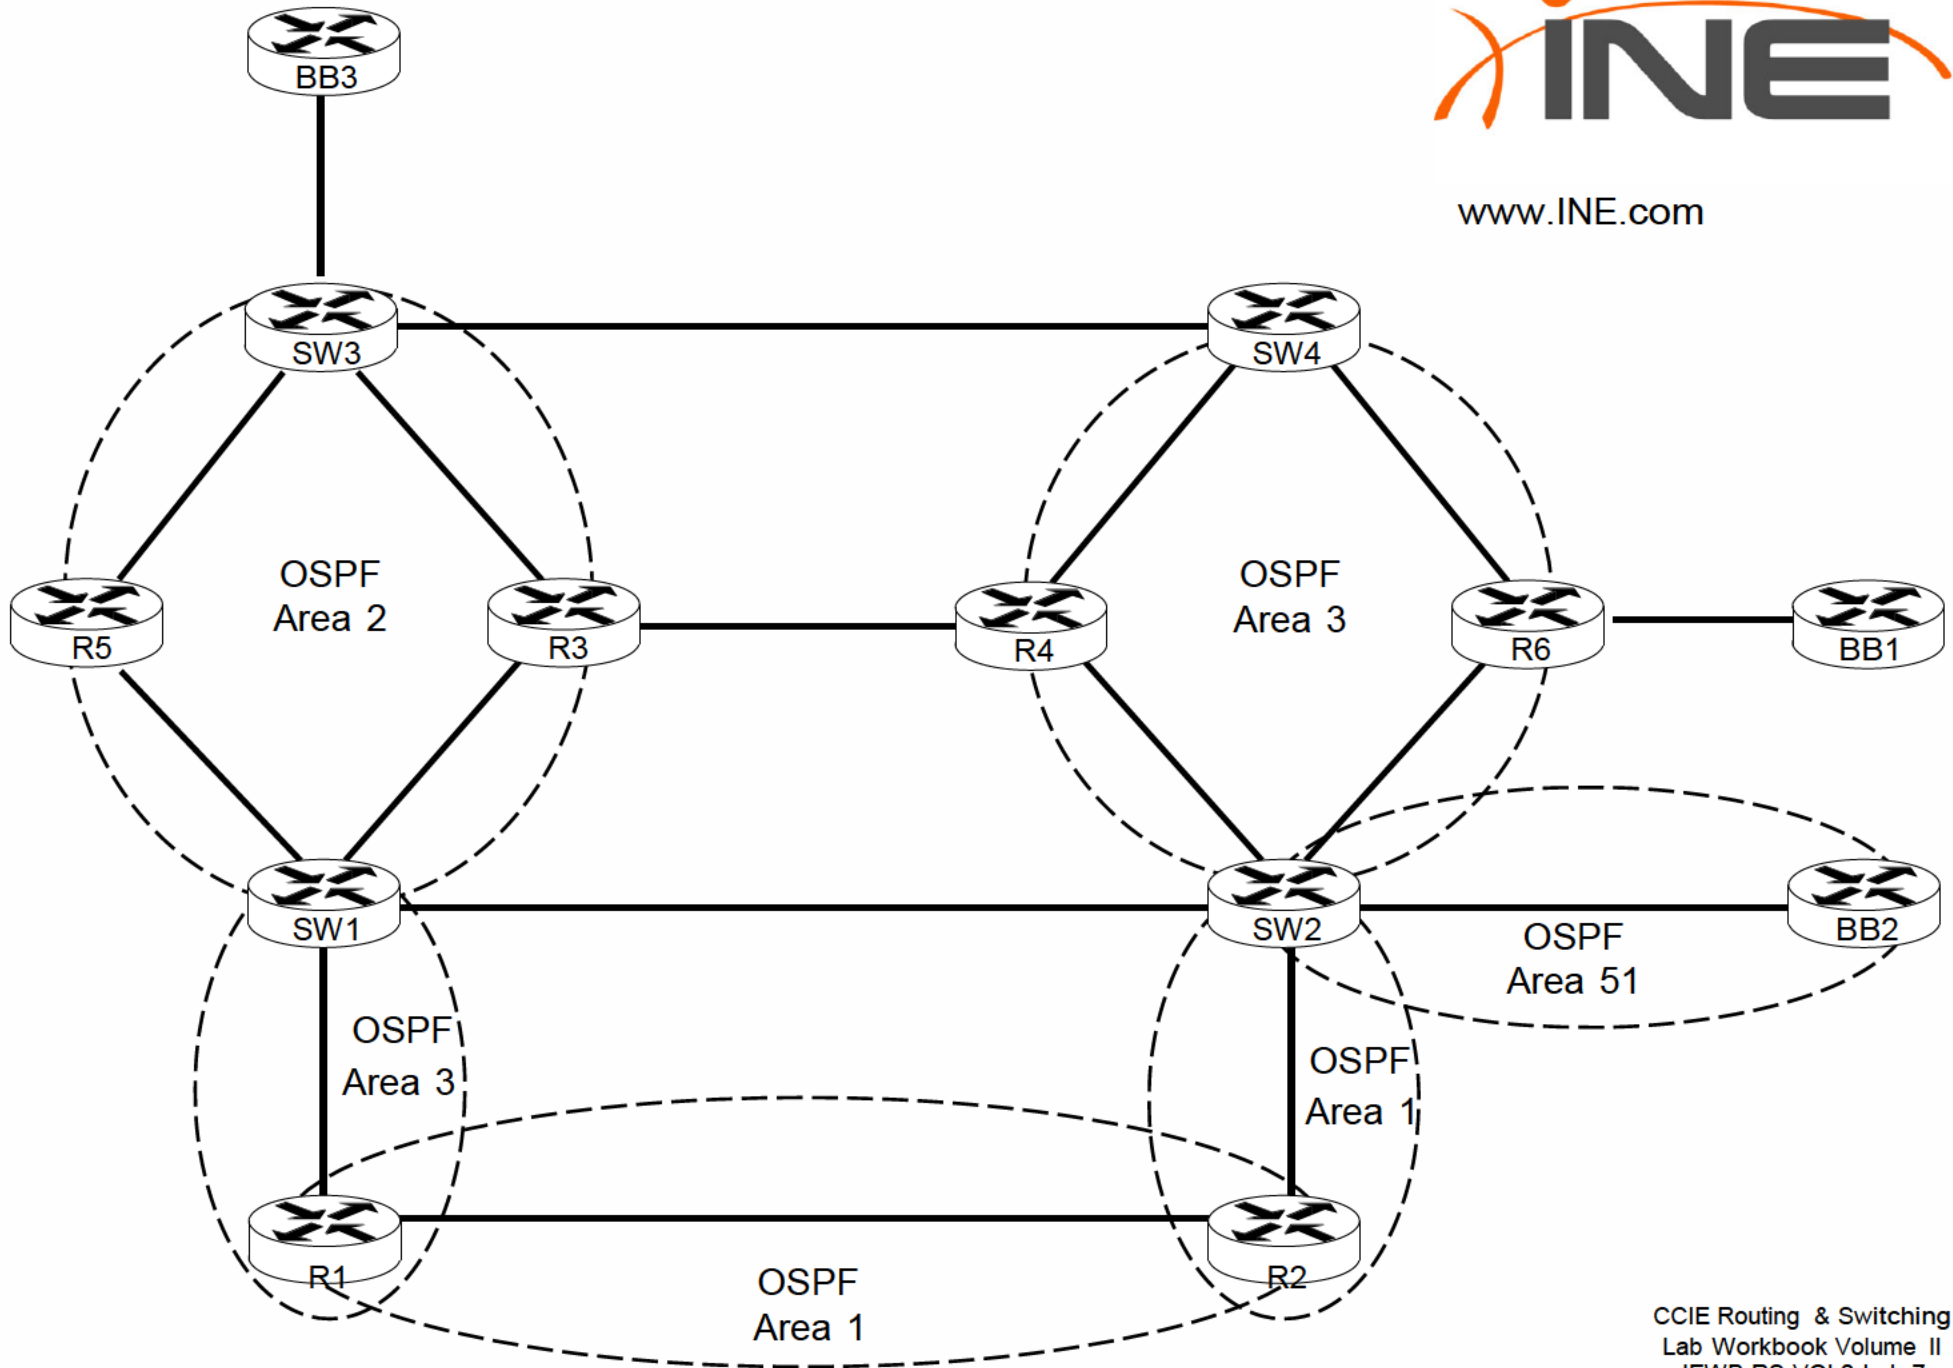 BB3
INE
www.INE.com
SW3
SW4
OSPF
Area 2
OSPF
Area 3
R5
R3
R4
R6
BB1
SW1
SW2
BB2
OSPF
Area 51
OSPF
Area 3
OSPF
Area 1
R1
R2
OSPF
Area 1
CCIE Routing & Switching
Lab Workbook Volume II